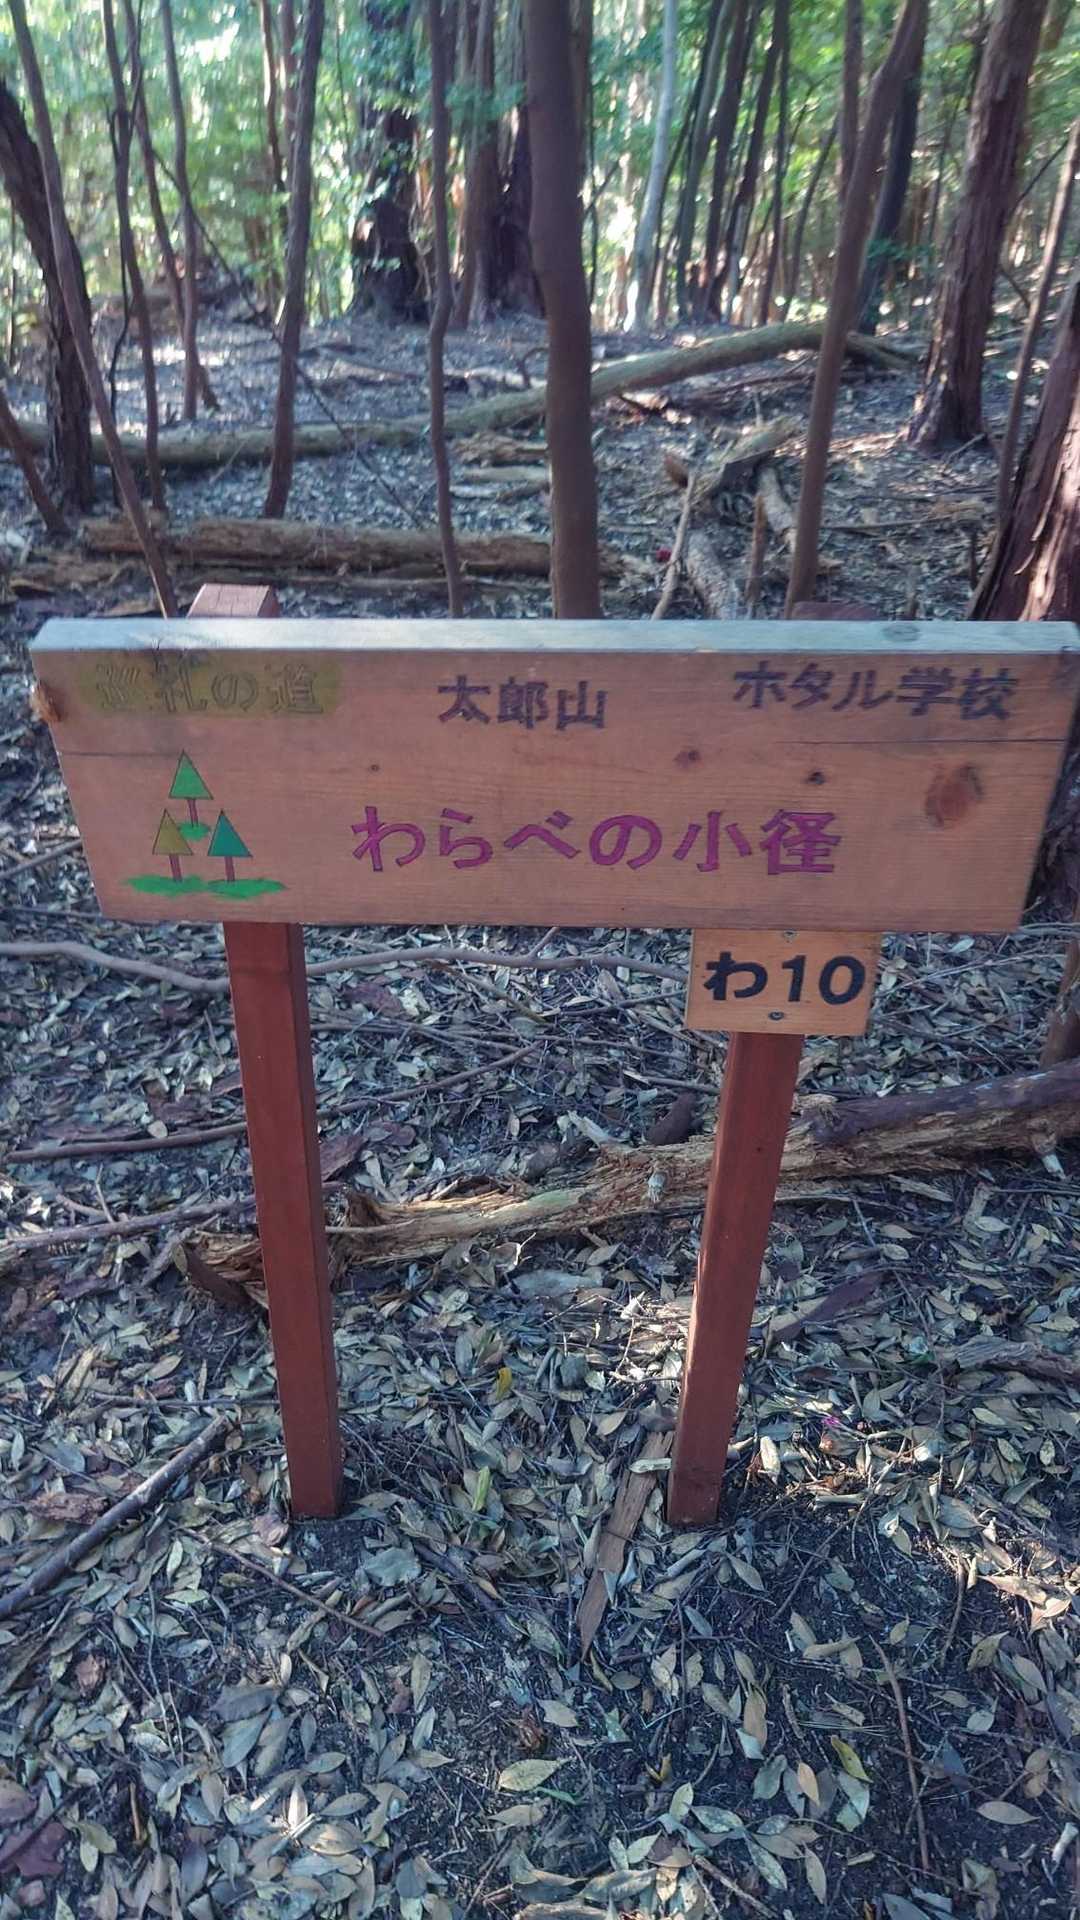 巡礼の道 太郎山 ホタル学校
わらべの小径
わ10